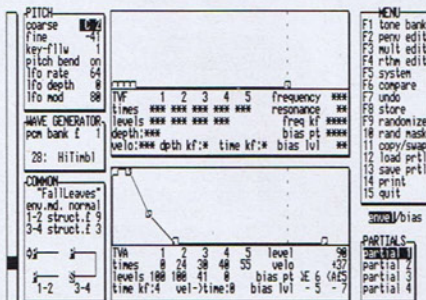 PITCH
coarse C 4
fine -41
key-fllw 1
pitch bend on
lfo rate 64
lfo depth 0
lfo mod 80
WAVE GENERATOR
pcm bank £ 1
28: HiTimbl
COMMON
"FallLeaves"
env.md. normal
1-2 struct.£ 9
3-4 struct.£ 3
1-2 3-4
TVF 1 2 3 4 5 frequency ***
times *** *** *** *** *** resonance **
levels *** *** *** *** freq kf ***
depth:*** bias pt ****
velo:*** dpth kf:* time kf:* bias lvl **
TVA 1 2 3 4 5 level 90
times 0 24 30 48 55 velo +37
levels 100 100 41 0 bias pt
time kf:4 vel->time:0 bias lvl - 5 - 7
MENU
F1 tone bank
F2 penv edit
F3 mult edit
F4 rthm edit
F5 system
F6 compare
F7 undo
F8 store
F9 randomize
10 rand mask
11 copy/swap
12 load prtl
13 save prtl
14 print
15 quit
envel/bias
PARTIALS
partial 1
partial 2
partial 3
partial 4